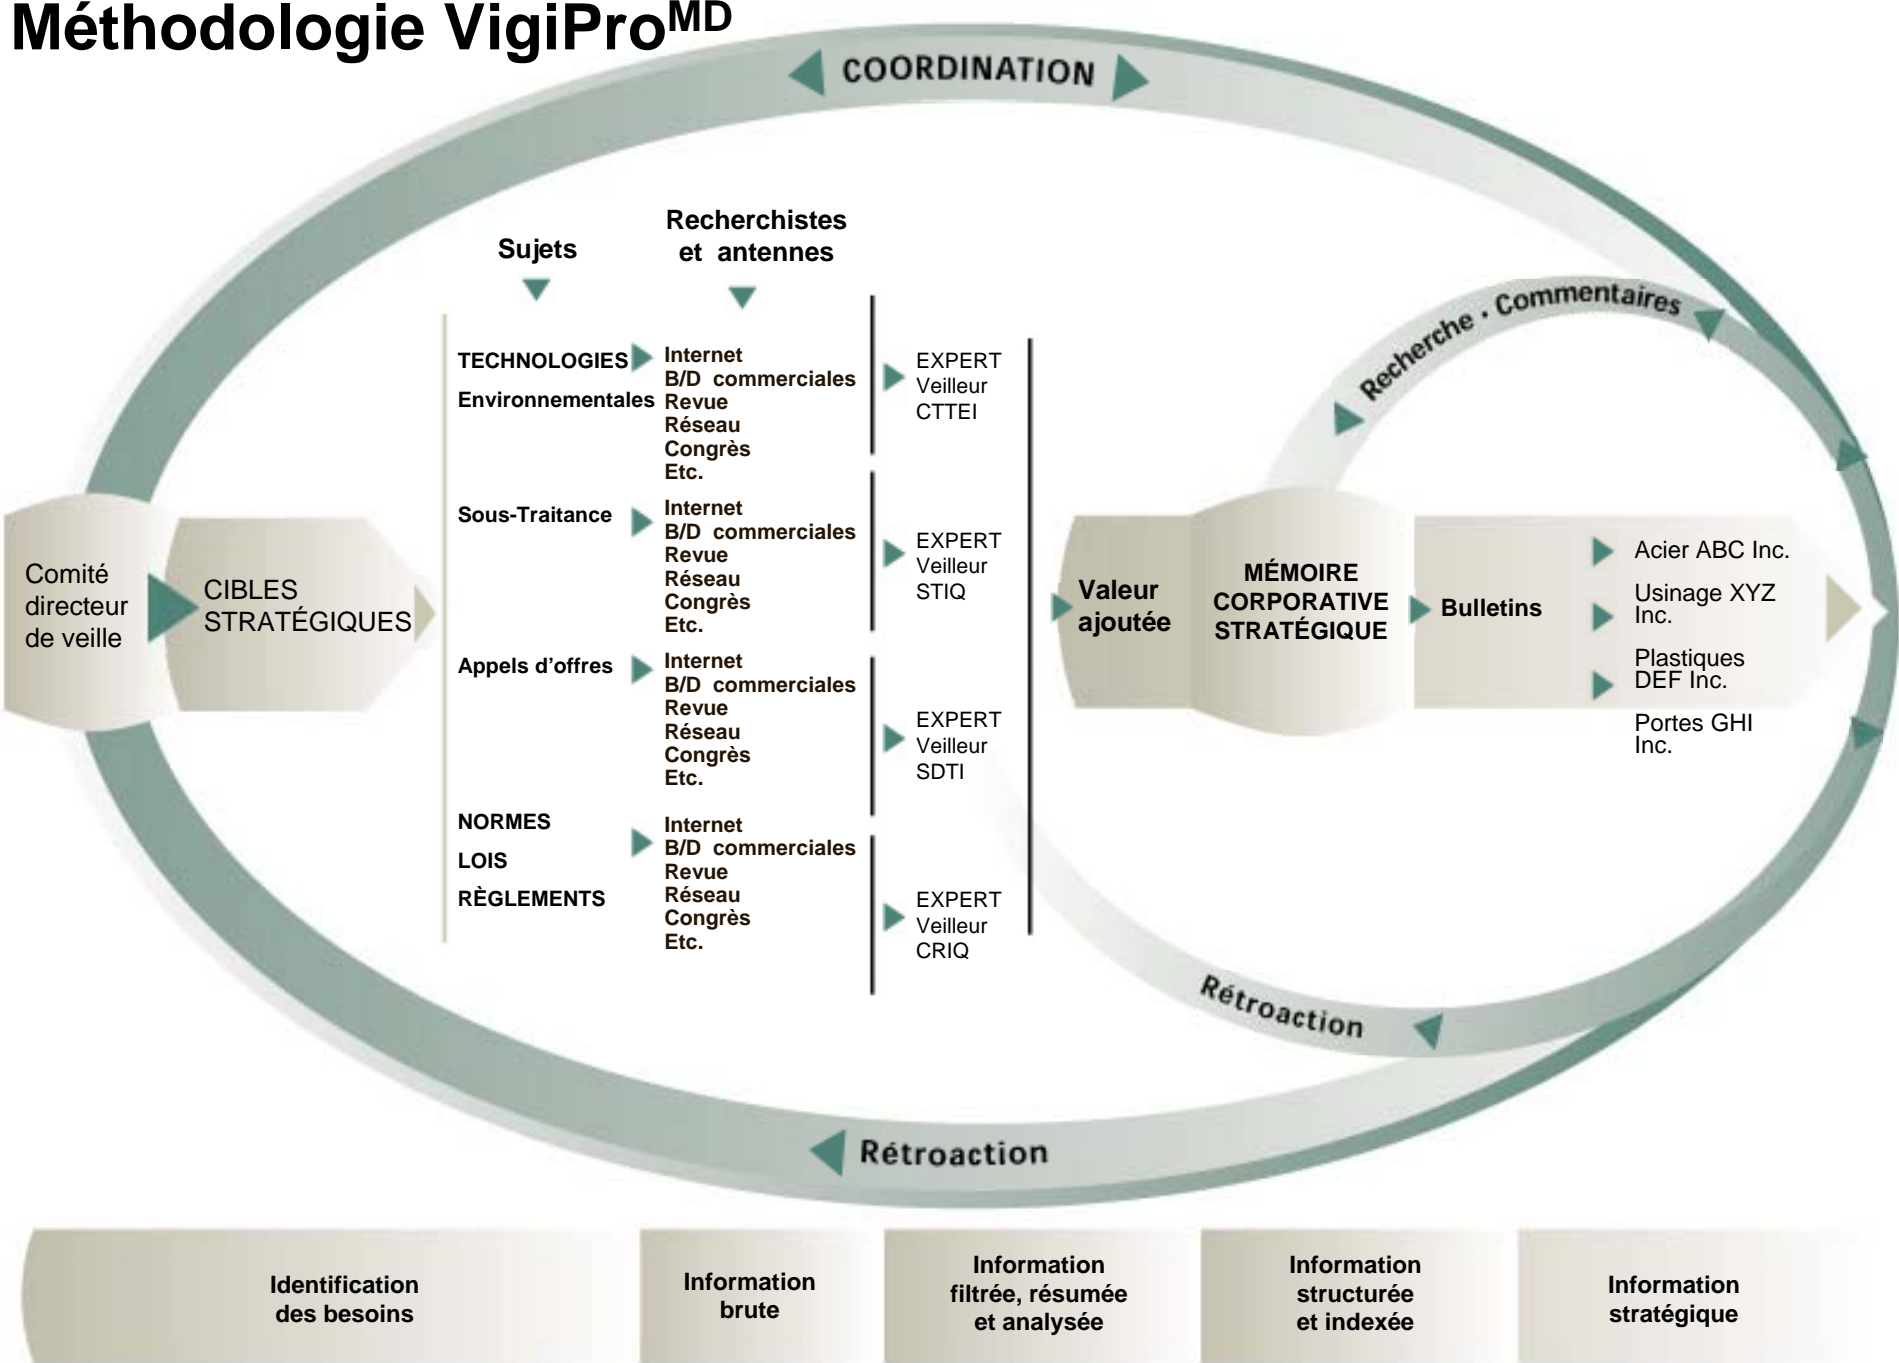 Méthodologie VigiProMD
COORDINATION
Sujets
Recherchistes
et antennes
Recherche · Commentaires
Comité
directeur
de veille
CIBLES
STRATÉGIQUES
TECHNOLOGIES
Environnementales
Internet
B/D commerciales
Revue
Réseau
Congrès
Etc.
EXPERT
Veilleur
CTTEI
Sous-Traitance
Internet
B/D commerciales
Revue
Réseau
Congrès
Etc.
EXPERT
Veilleur
STIQ
Appels d’offres
Internet
B/D commerciales
Revue
Réseau
Congrès
Etc.
EXPERT
Veilleur
SDTI
NORMES
LOIS
RÈGLEMENTS
Internet
B/D commerciales
Revue
Réseau
Congrès
Etc.
EXPERT
Veilleur
CRIQ
Valeur
ajoutée
MÉMOIRE
CORPORATIVE
STRATÉGIQUE
Bulletins
Acier ABC Inc.
Usinage XYZ
Inc.
Plastiques
DEF Inc.
Portes GHI
Inc.
Rétroaction
Rétroaction
Identification
des besoins
Information
brute
Information
filtrée, résumée
et analysée
Information
structurée
et indexée
Information
stratégique